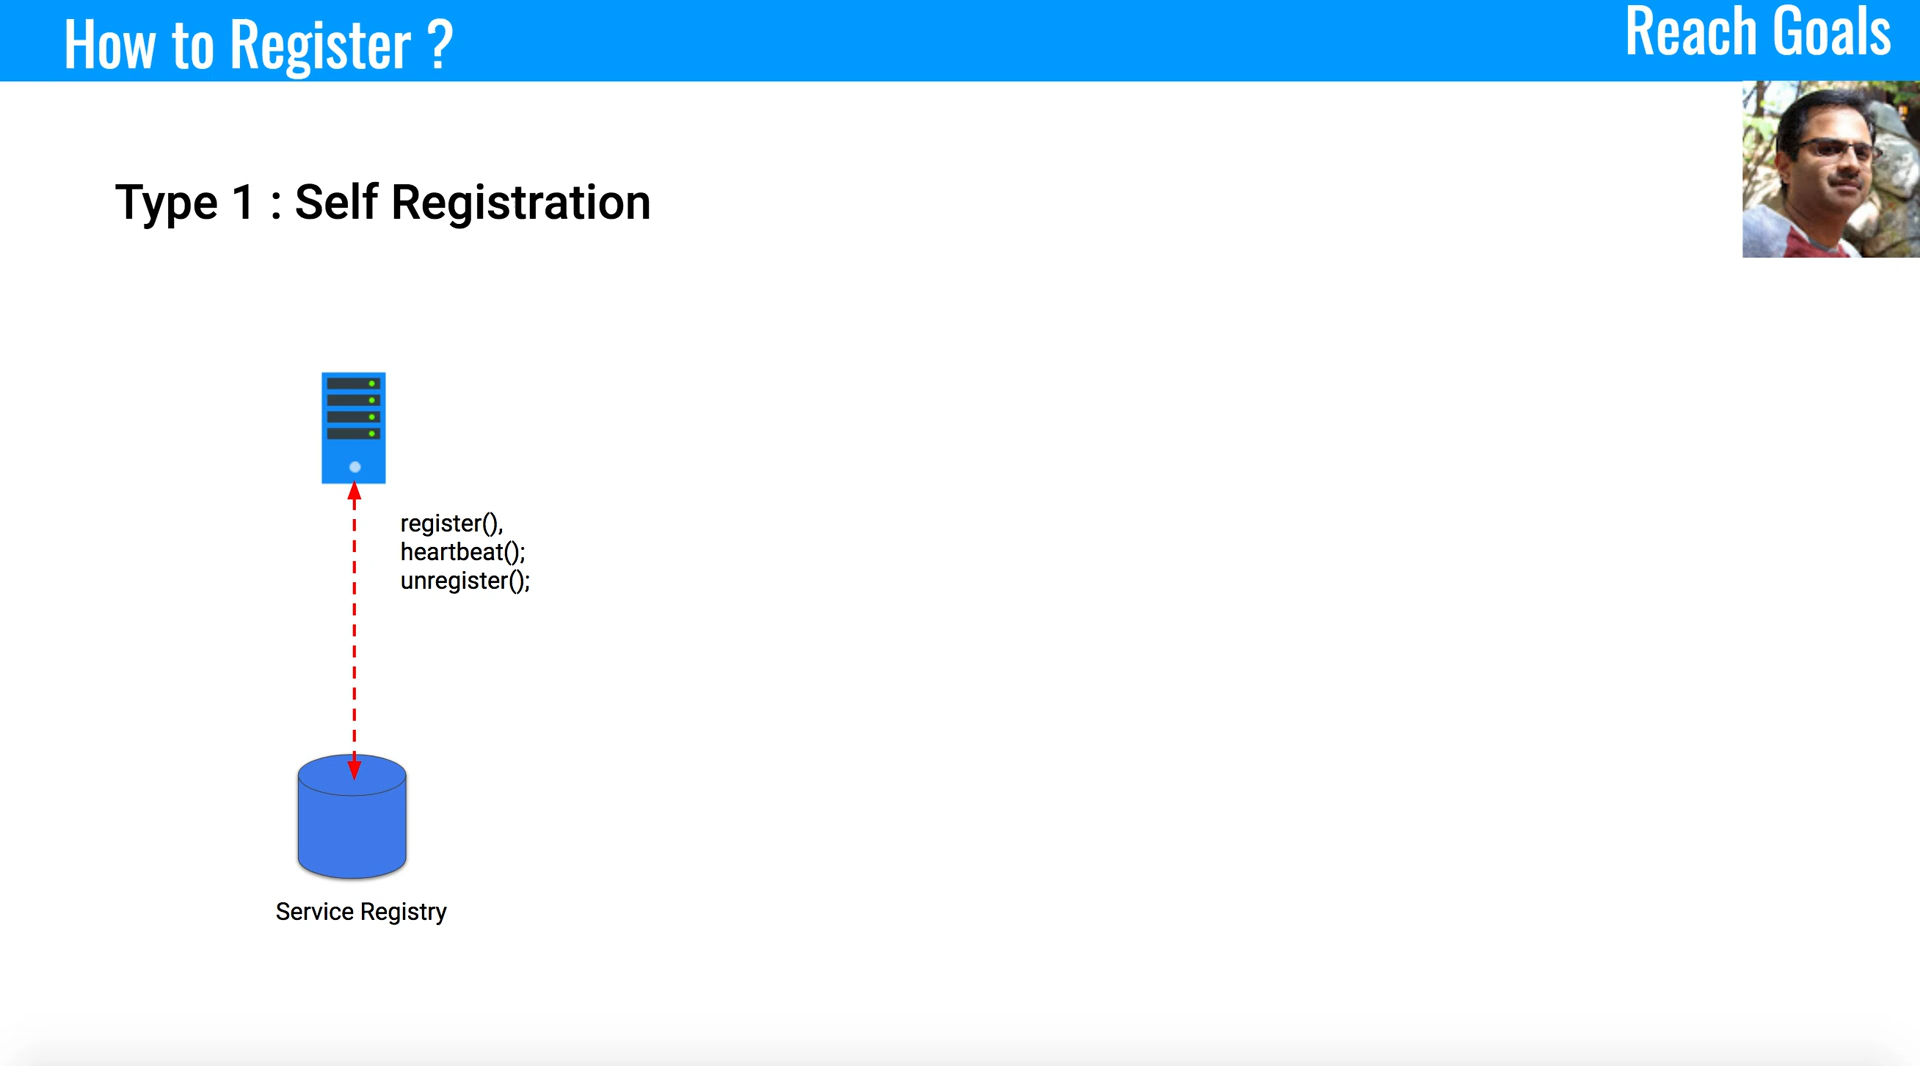 How to Register ?
Reach Goals
Type 1 : Self Registration
register(),
heartbeat();
unregister();
Service Registry